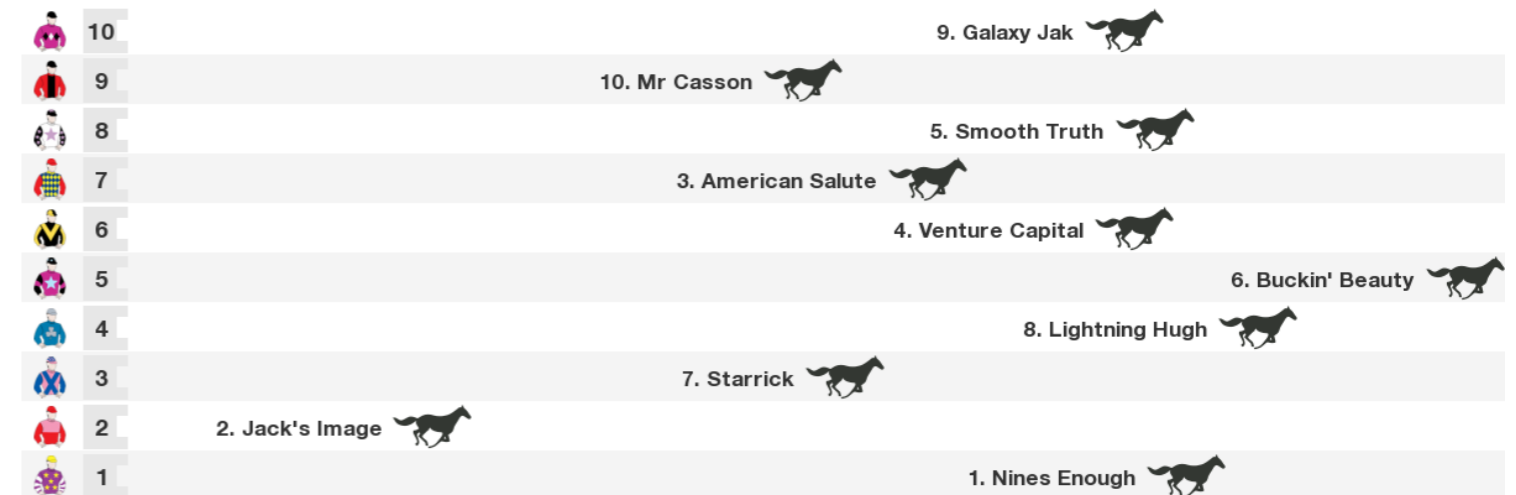 10 9. Galaxy Jak
9 10. Mr Casson
8 5. Smooth Truth
7 3. American Salute
6 4. Venture Capital
5 6. Buckin' Beauty
4 8. Lightning Hugh
3 7. Starrick
2 2. Jack's Image
1 1. Nines Enough